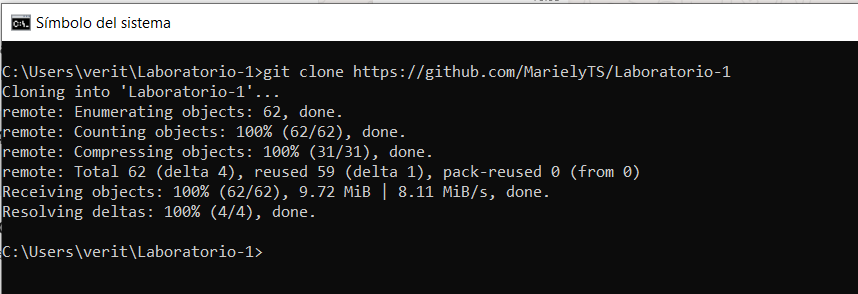 Símbolo del sistema
C:\Users\verit\Laboratorio-1>git clone https://github.com/MarielyTS/Laboratorio-1
Cloning into 'Laboratorio-1'...
remote: Enumerating objects: 62, done.
remote: Counting objects: 100% (62/62), done.
remote: Compressing objects: 100% (31/31), done.
remote: Total 62 (delta 4), reused 59 (delta 1), pack-reused 0 (from 0)
Receiving objects: 100% (62/62), 9.72 MiB | 8.11 MiB/s, done.
Resolving deltas: 100% (4/4), done.
C:\Users\verit\Laboratorio-1>